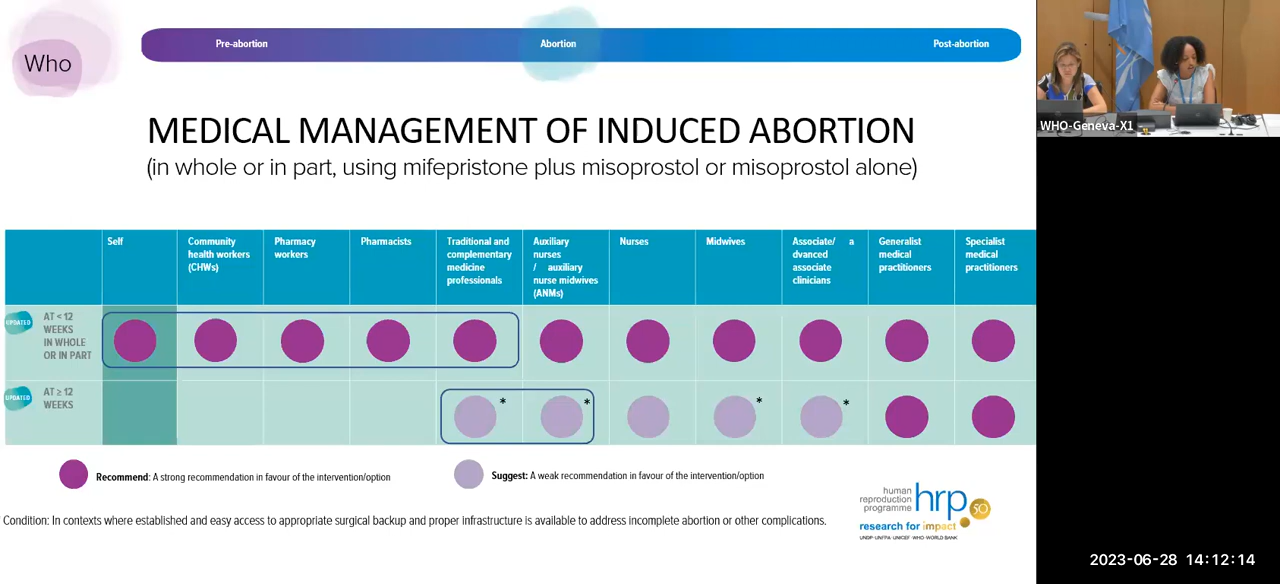 Who
Pre-abortion
Abortion
Post-abortion
WHO-Geneva-X1
MEDICAL MANAGEMENT OF INDUCED ABORTION
(in whole or in part, using mifepristone plus misoprostol or misoprostol alone)
Self
Community
health workers
(CHWs)
Pharmacy
workers
Pharmacists
Traditional and
complementary
medicine
professionals
Auxiliary
nurses
/ auxiliary
nurse midwives
(ANMs)
Nurses
Midwives
Associate/ a
dvanced
associate
clinicians
Generalist
medical
practitioners
Specialist
medical
practitioners
UPDATED
AT < 12
WEEKS
IN WHOLE
OR IN PART
UPDATED
AT ≥ 12
WEEKS
*
*
*
*
Recommend: A strong recommendation in favour of the intervention/option
Suggest: A weak recommendation in favour of the intervention/option
Condition: In contexts where established and easy access to appropriate surgical backup and proper infrastructure is available to address incomplete abortion or other complications.
human
reproduction
programme
hrp
50
research for impact
UNDP·UNFPA·UNICEF·WHO·WORLD BANK
2023-06-28 14:12:14